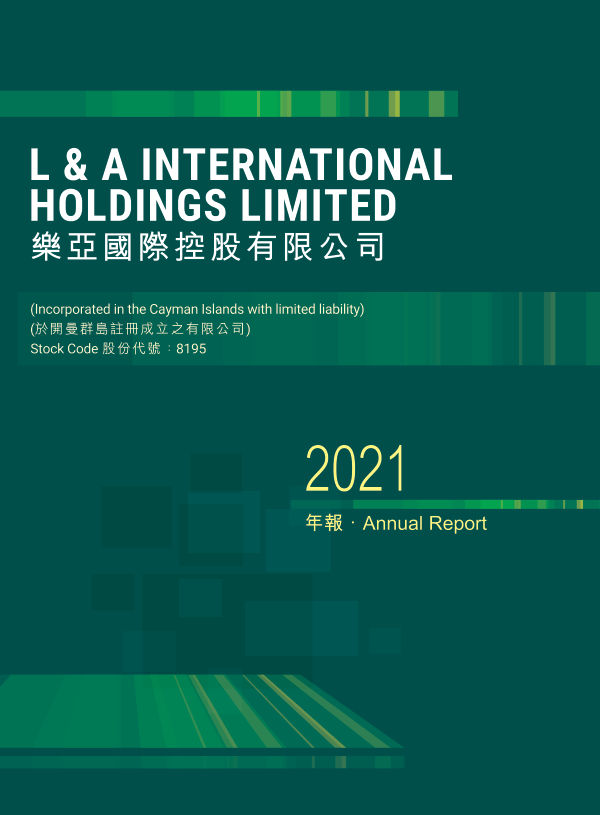 L & A INTERNATIONAL
HOLDINGS LIMITED
樂亞國際控股有限公司
(Incorporated in the Cayman Islands with limited liability)
(於開曼群島註冊成立之有限公司)
Stock Code 股份代號：8195
2021
年報・Annual Report